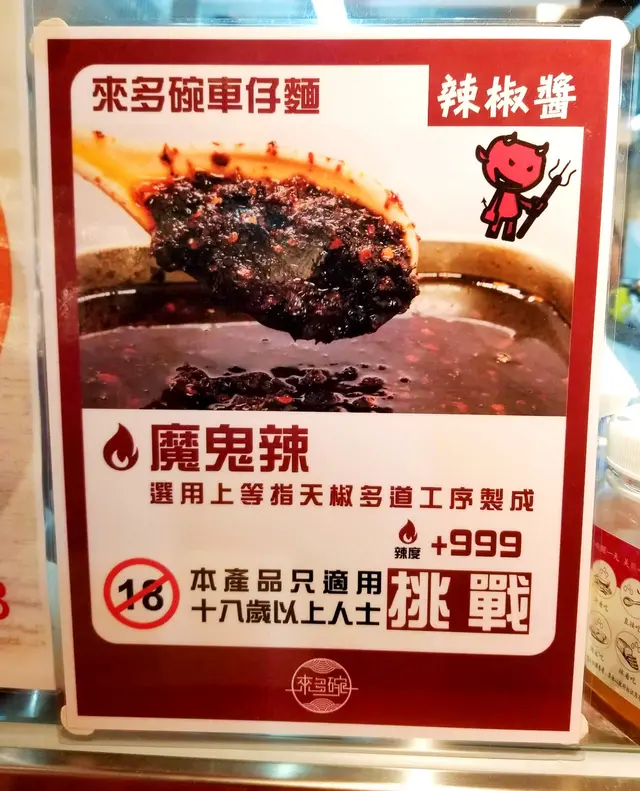 來多碗車仔麵
辣椒醬
魔鬼辣
選用上等指天椒多道工序製成
辣度 +999
18
本產品只適用
十八歲以上人士
挑戰
來多碗